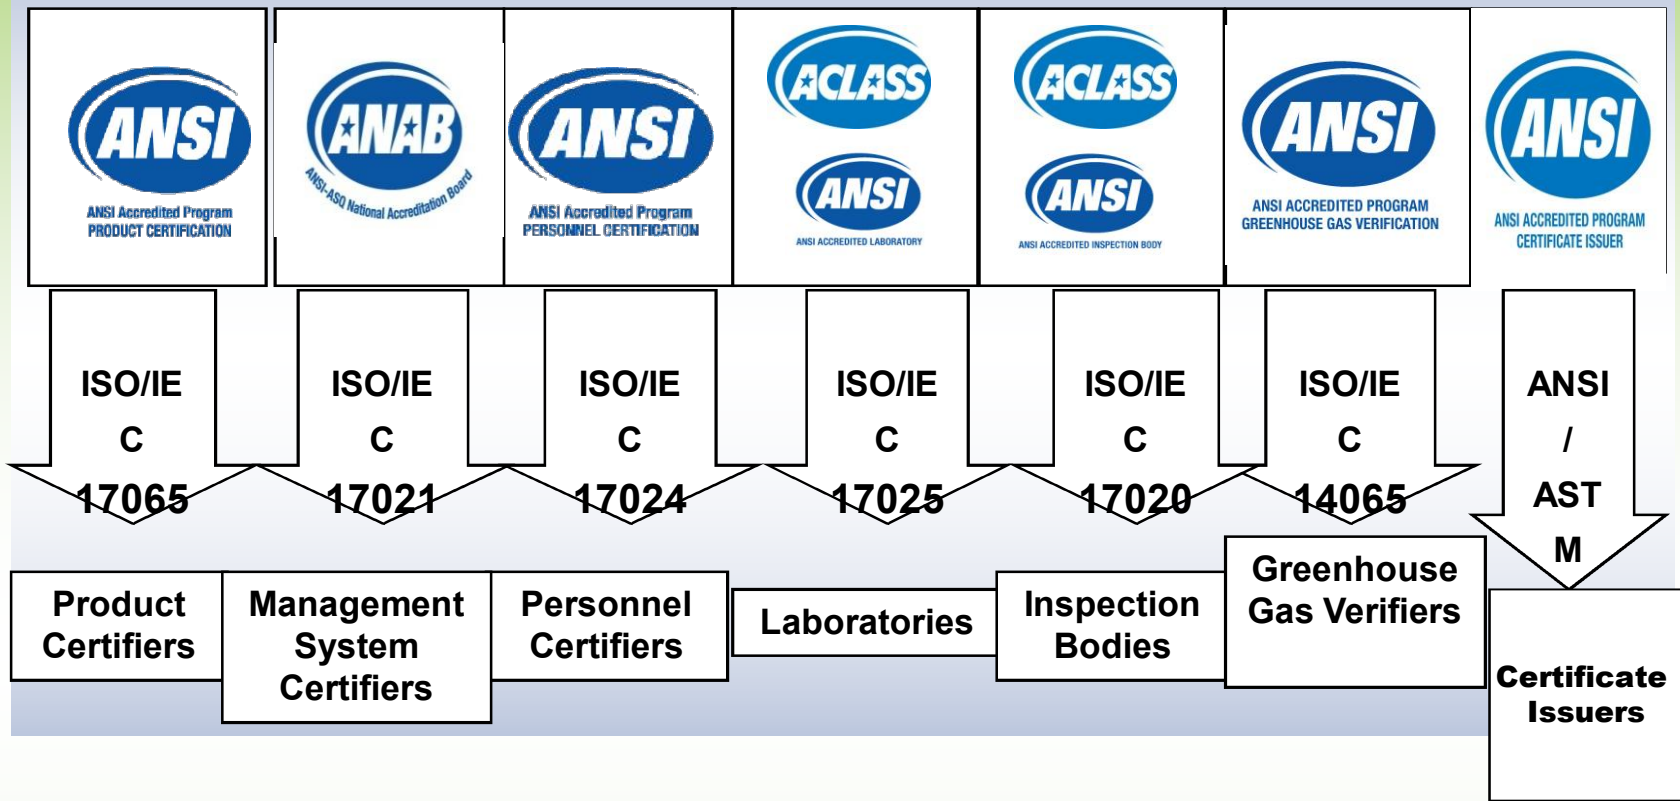 ANSI
ANSI Accredited Program
PRODUCT CERTIFICATION
ANAB
ANSI-ASQ National Accreditation Board
ANSI
ANSI Accredited Program
PERSONNEL CERTIFICATION
ACLASS
ANSI
ANSI ACCREDITED LABORATORY
ACLASS
ANSI
ANSI ACCREDITED INSPECTION BODY
ANSI
ANSI ACCREDITED PROGRAM
GREENHOUSE GAS VERIFICATION
ANSI
ANSI ACCREDITED PROGRAM
CERTIFICATE ISSUER
ISO/IE
C
17065
ISO/IE
C
17021
ISO/IE
C
17024
ISO/IE
C
17025
ISO/IE
C
17020
ISO/IE
C
14065
ANSI
/
AST
M
Product
Certifiers
Management
System
Certifiers
Personnel
Certifiers
Laboratories
Inspection
Bodies
Greenhouse
Gas Verifiers
Certificate
Issuers